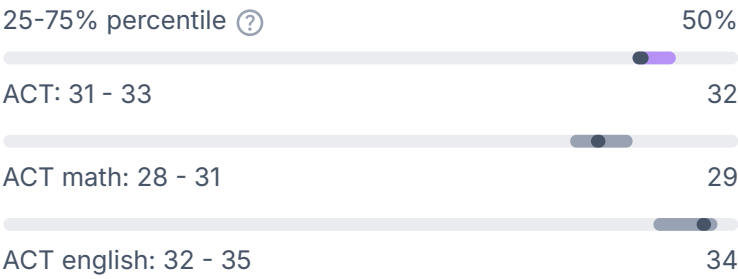 25-75% percentile ? 50%
ACT: 31 - 33 32
ACT math: 28 - 31 29
ACT english: 32 - 35 34